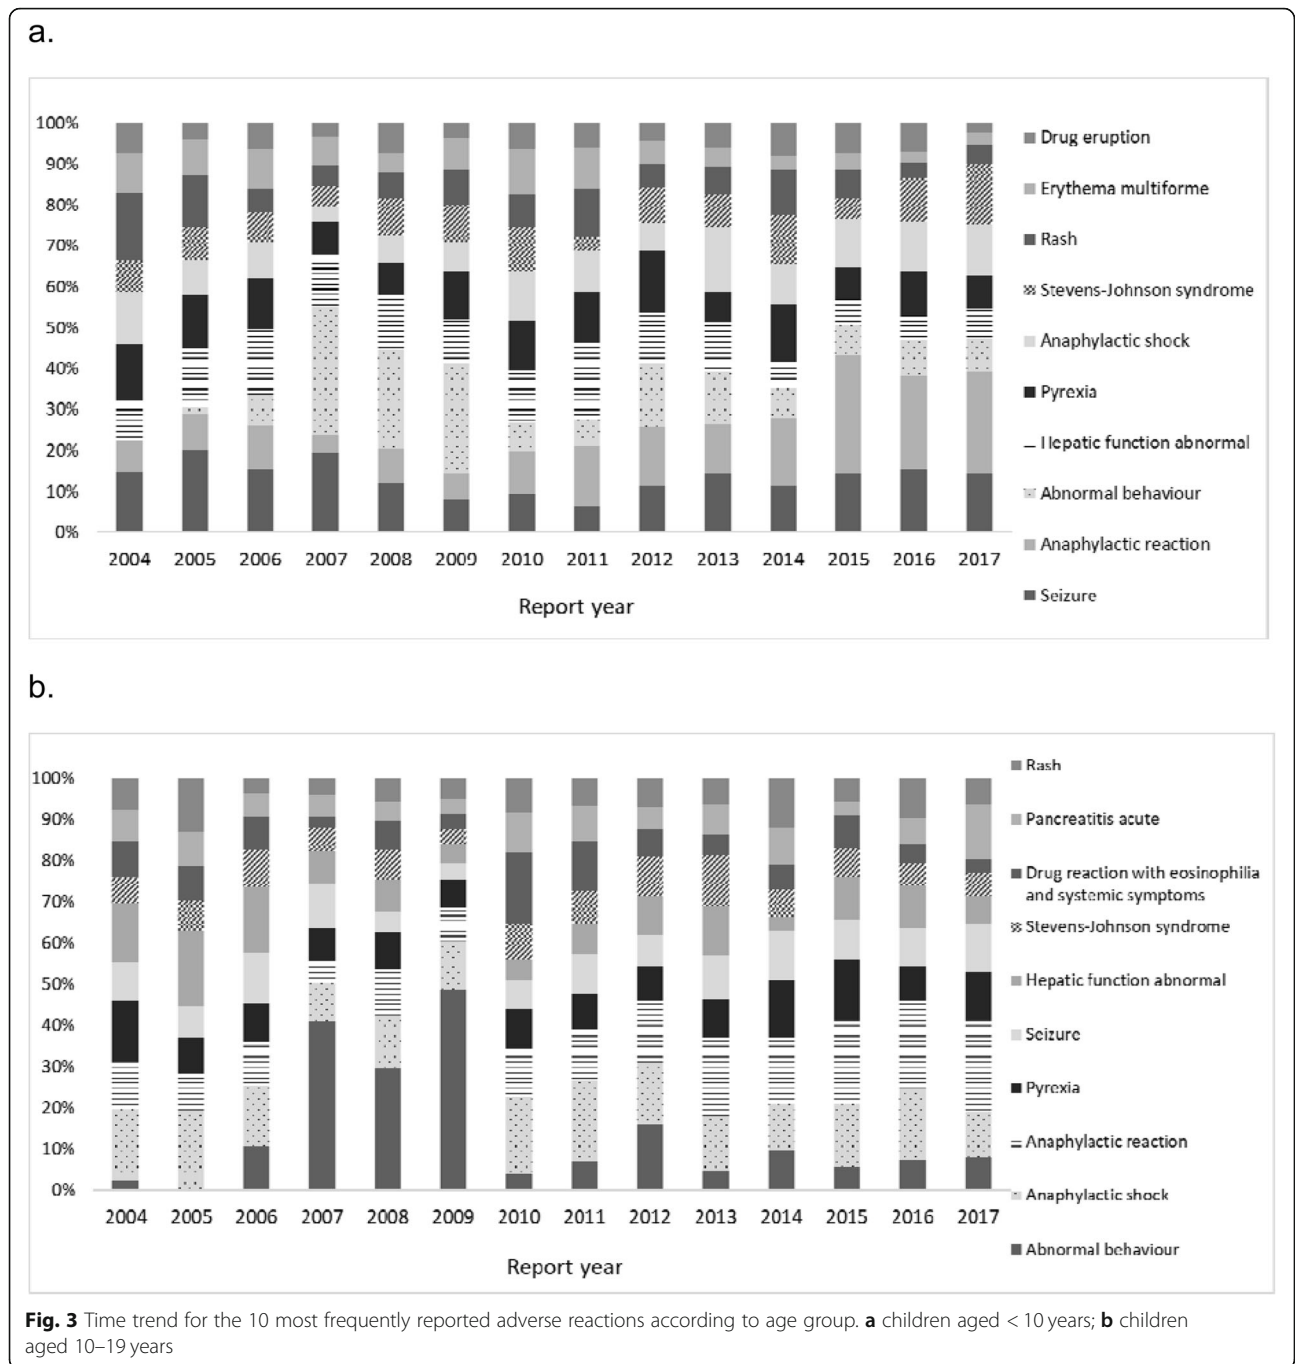 a.
100%
90%
80%
70%
60%
50%
40%
30%
20%
10%
0%
2004 2005 2006 2007 2008 2009 2010 2011 2012 2013 2014 2015 2016 2017
Report year
Drug eruption
Erythema multiforme
Rash
Stevens-Johnson syndrome
Anaphylactic shock
Pyrexia
Hepatic function abnormal
Abnormal behaviour
Anaphylactic reaction
Seizure
b.
100%
90%
80%
70%
60%
50%
40%
30%
20%
10%
0%
2004 2005 2006 2007 2008 2009 2010 2011 2012 2013 2014 2015 2016 2017
Report year
Rash
Pancreatitis acute
Drug reaction with eosinophilia
and systemic symptoms
Stevens-Johnson syndrome
Hepatic function abnormal
Seizure
Pyrexia
Anaphylactic reaction
Anaphylactic shock
Abnormal behaviour
Fig. 3 Time trend for the 10 most frequently reported adverse reactions according to age group. a children aged < 10 years; b children
aged 10–19 years